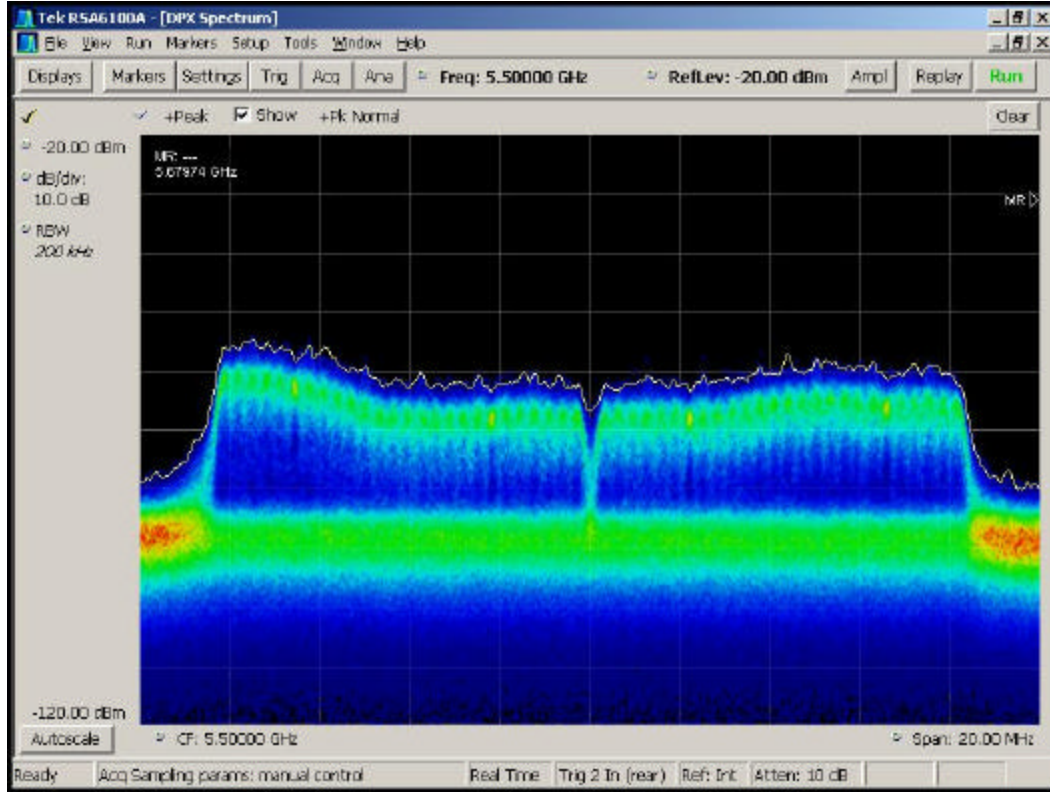 Tek RSA6100A - [DPX Spectrum]
File View Run Markers Setup Tools Window Help
Displays Markers Settings Trig Acq Ana Freq: 5.50000 GHz RefLev: -20.00 dBm Ampl Replay Run
+Peak Show +Pk Normal Clear
-20.00 dBm
MR: ---
5.67974 GHz
dB/div:
10.0 dB
MR
RBW
200 kHz
-120.00 dBm
Autoscale CF: 5.50000 GHz Span: 20.00 MHz
Ready Acq Sampling params: manual control Real Time Trig 2 In (rear) Ref: Int Atten: 10 dB